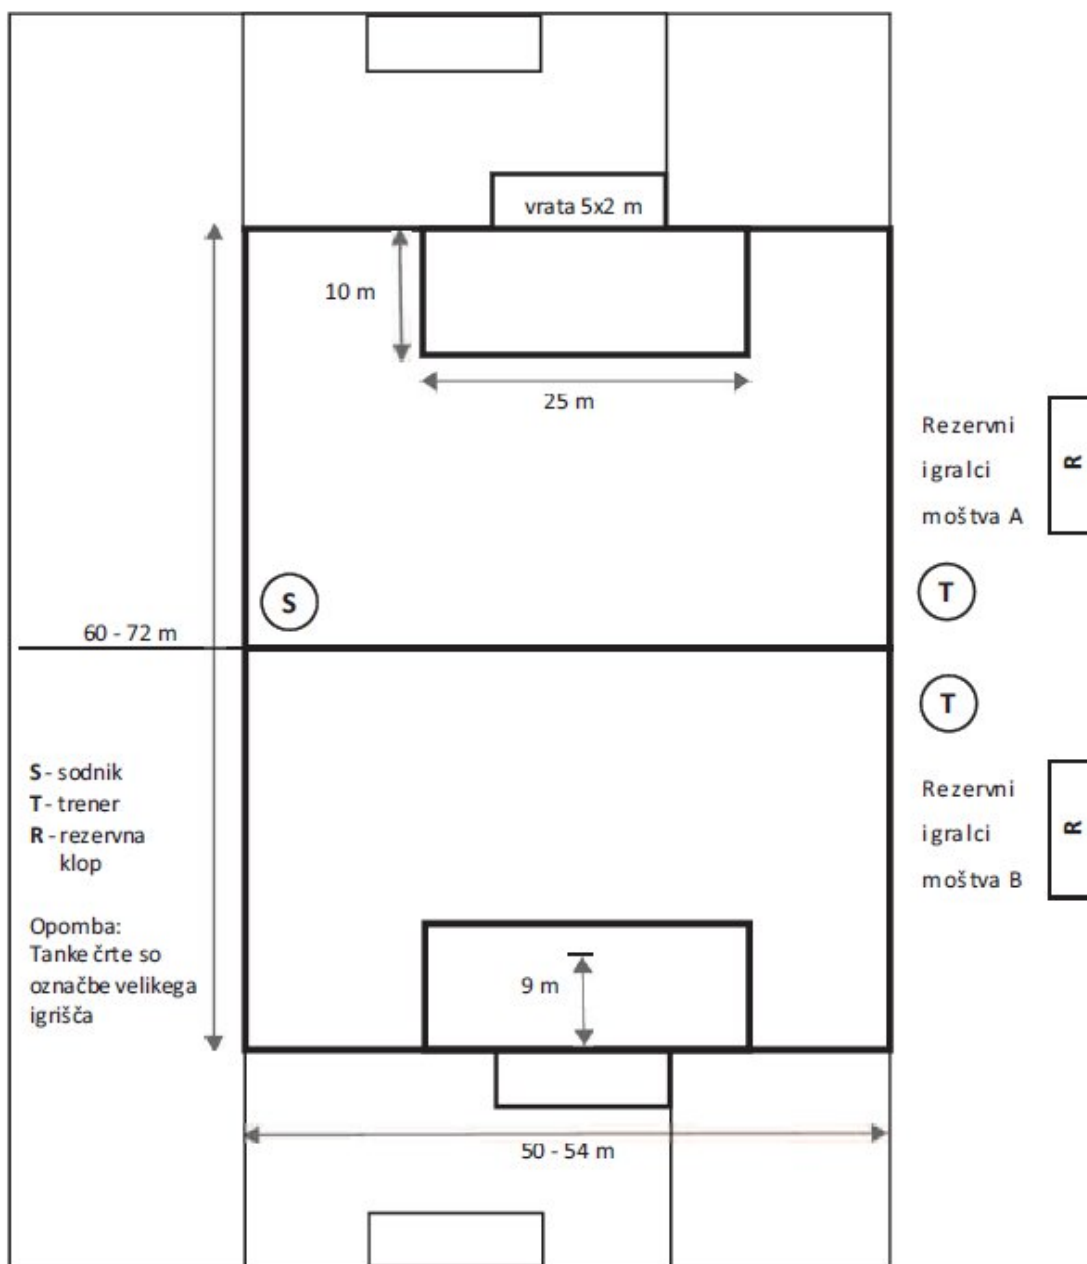 vrata 5x2 m
10 m
25 m
Rezervni
igralci
moštva A
R
S
T
60 - 72 m
T
S - sodnik
T - trener
R - rezervna
klop
Rezervni
igralci
moštva B
R
Opomba:
Tanke črte so
označbe velikega
igrišča
9 m
50 - 54 m